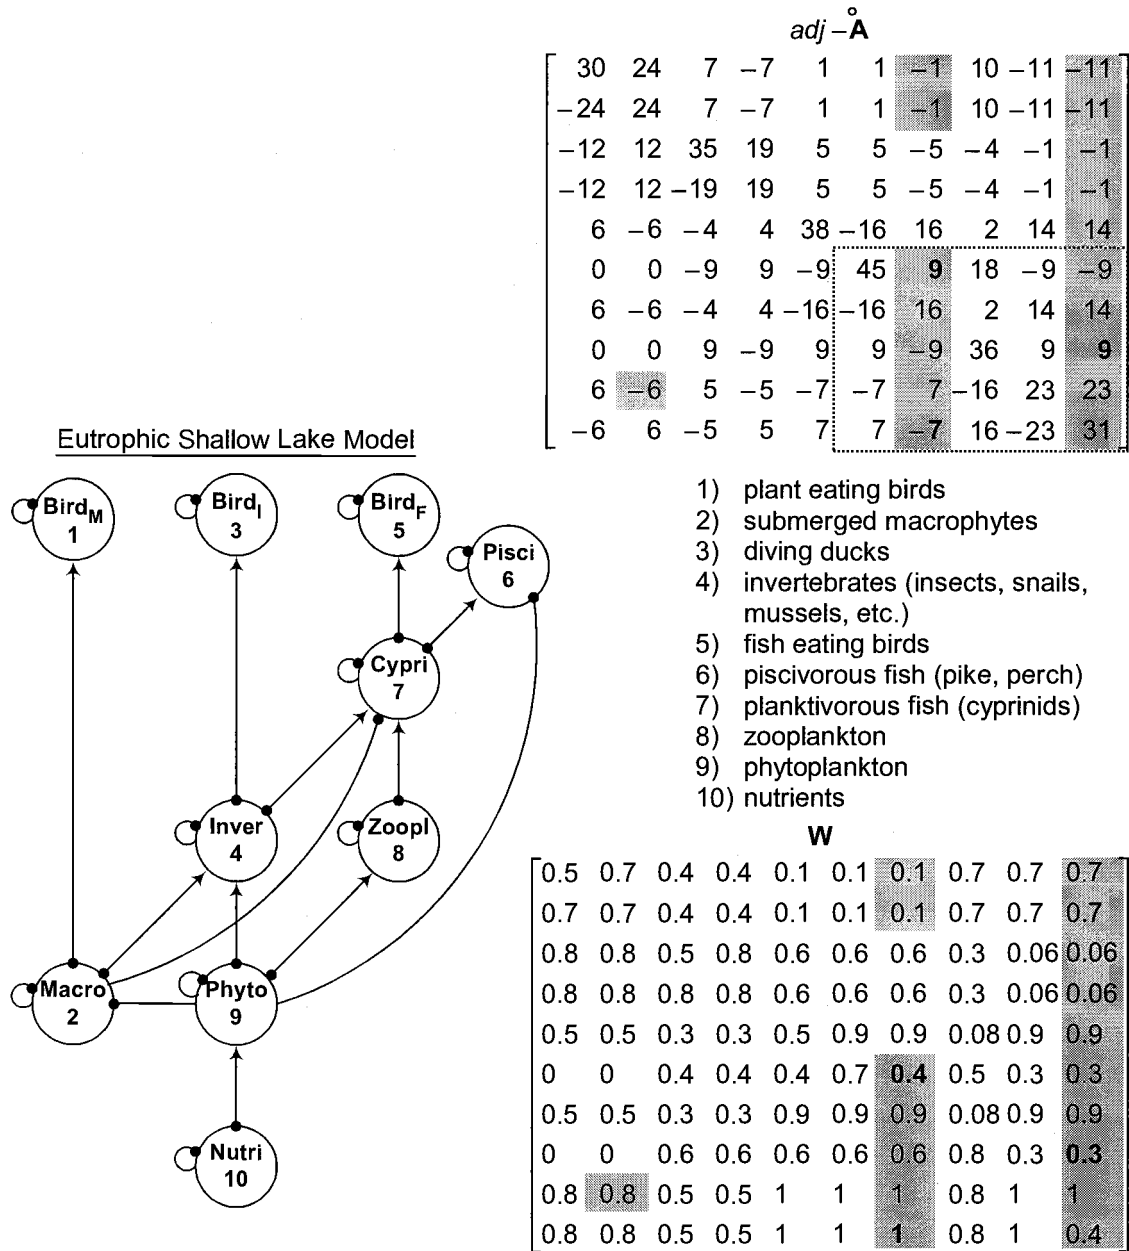 adj –Å
30 24 7 –7 1 1 –1 10 –11 –11
–24 24 7 –7 1 1 –1 10 –11 –11
–12 12 35 19 5 5 –5 –4 –1 –1
–12 12 –19 19 5 5 –5 –4 –1 –1
6 –6 –4 4 38 –16 16 2 14 14
0 0 –9 9 –9 45 9 18 –9 –9
6 –6 –4 4 –16 –16 16 2 14 14
0 0 9 –9 9 9 –9 36 9 9
6 –6 5 –5 –7 –7 7 –16 23 23
–6 6 –5 5 7 7 –7 16 –23 31
Eutrophic Shallow Lake Model
Bird_M
1
Bird_I
3
Bird_F
5
Pisci
6
Cypri
7
Inver
4
Zoopl
8
Macro
2
Phyto
9
Nutri
10
1) plant eating birds
2) submerged macrophytes
3) diving ducks
4) invertebrates (insects, snails,
mussels, etc.)
5) fish eating birds
6) piscivorous fish (pike, perch)
7) planktivorous fish (cyprinids)
8) zooplankton
9) phytoplankton
10) nutrients
W
0.5 0.7 0.4 0.4 0.1 0.1 0.1 0.7 0.7 0.7
0.7 0.7 0.4 0.4 0.1 0.1 0.1 0.7 0.7 0.7
0.8 0.8 0.5 0.8 0.6 0.6 0.6 0.3 0.06 0.06
0.8 0.8 0.8 0.8 0.6 0.6 0.6 0.3 0.06 0.06
0.5 0.5 0.3 0.3 0.5 0.9 0.9 0.08 0.9 0.9
0 0 0.4 0.4 0.4 0.7 0.4 0.5 0.3 0.3
0.5 0.5 0.3 0.3 0.9 0.9 0.9 0.08 0.9 0.9
0 0 0.6 0.6 0.6 0.6 0.6 0.8 0.3 0.3
0.8 0.8 0.5 0.5 1 1 1 0.8 1 1
0.8 0.8 0.5 0.5 1 1 1 0.8 1 0.4